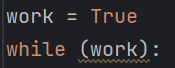 work = True
while (work):